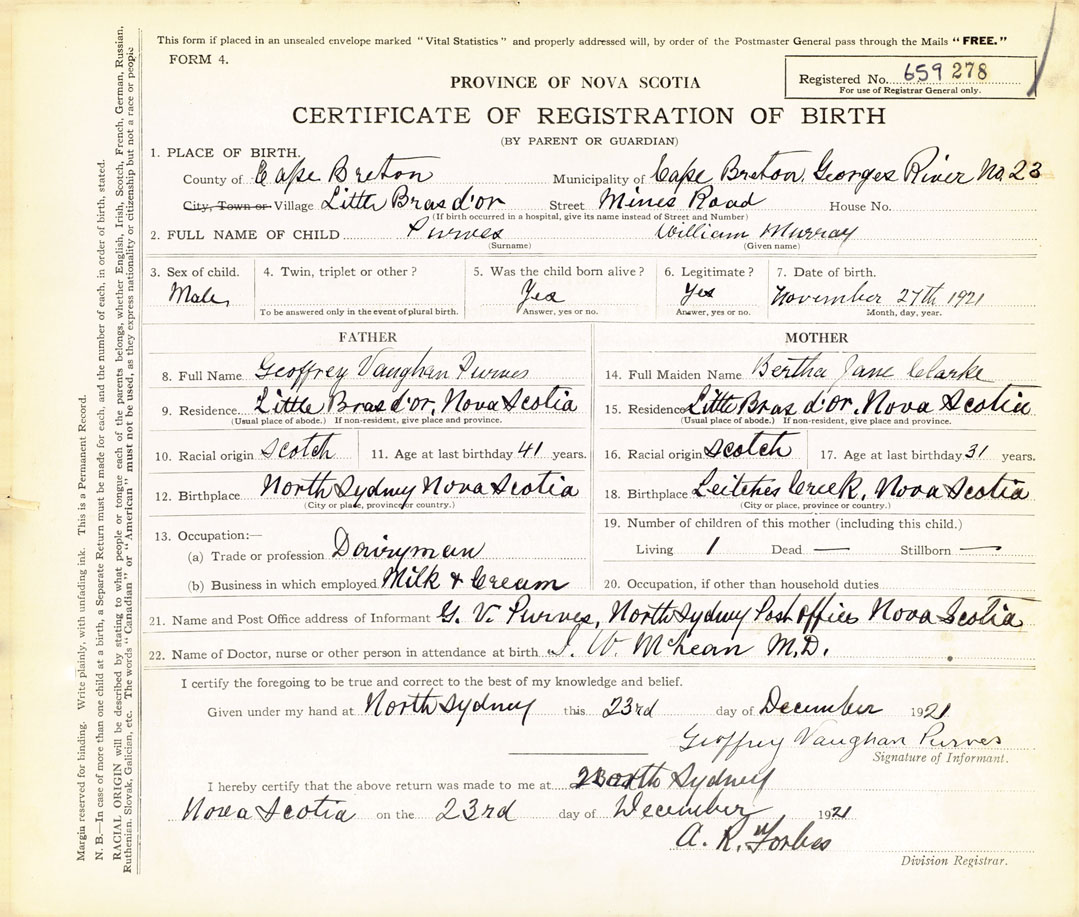 This form if placed in an unsealed envelope marked "Vital Statistics" and properly addressed will, by order of the Postmaster General pass through the Mails "FREE."
FORM 4.
PROVINCE OF NOVA SCOTIA
Registered No. 659278
For use of Registrar General only.
CERTIFICATE OF REGISTRATION OF BIRTH
(BY PARENT OR GUARDIAN)
1. PLACE OF BIRTH.
County of Cape Breton Municipality of Cape Breton, Georges River No. 23
City, Town or Village Little Bras d'or Street Mines Road House No.
(If birth occurred in a hospital, give its name instead of Street and Number)
2. FULL NAME OF CHILD Purves William Murray
(Surname) (Given name)
3. Sex of child. 4. Twin, triplet or other? 5. Was the child born alive? 6. Legitimate? 7. Date of birth.
Male Yes Yes November 27th 1921
To be answered only in the event of plural birth. Answer, yes or no. Answer, yes or no. Month, day, year.
FATHER MOTHER
8. Full Name Geoffrey Vaughan Purves 14. Full Maiden Name Bertha Jane Clarke
9. Residence Little Bras d'or, Nova Scotia 15. Residence Little Bras d'or, Nova Scotia
(Usual place of abode.) If non-resident, give place and province. (Usual place of abode.) If non-resident, give place and province.
10. Racial origin Scotch 11. Age at last birthday 41 years. 16. Racial origin Scotch 17. Age at last birthday 31 years.
12. Birthplace North Sydney Nova Scotia 18. Birthplace Leitches Creek, Nova Scotia
(City or place, province or country.) (City or place, province or country.)
13. Occupation:— 19. Number of children of this mother (including this child.)
(a) Trade or profession Dairyman Living 1 Dead — Stillborn —
(b) Business in which employed Milk & Cream 20. Occupation, if other than household duties
21. Name and Post Office address of Informant G. V. Purves, North Sydney Post Office Nova Scotia
22. Name of Doctor, nurse or other person in attendance at birth W. McLean M.D.
I certify the foregoing to be true and correct to the best of my knowledge and belief.
Given under my hand at North Sydney this 23rd day of December 1921
Geoffrey Vaughan Purves
Signature of Informant.
I hereby certify that the above return was made to me at North Sydney
Nova Scotia on the 23rd day of December 1921
A. R. Forbes
Division Registrar.
Margin reserved for binding. Write plainly, with unfading ink. This is a Permanent Record.
N. B.—In case of more than one child at a birth, a Separate Return must be made for each, and the number of each, in order of birth, stated.
RACIAL ORIGIN will be described by stating to what people or tongue each of the parents belongs, whether English, Irish, Scotch, French, German, Russian,
Ruthenian, Slovak, Galician, etc. The words "Canadian" or "American" must not be used, as they express nationality or citizenship but not a race or people